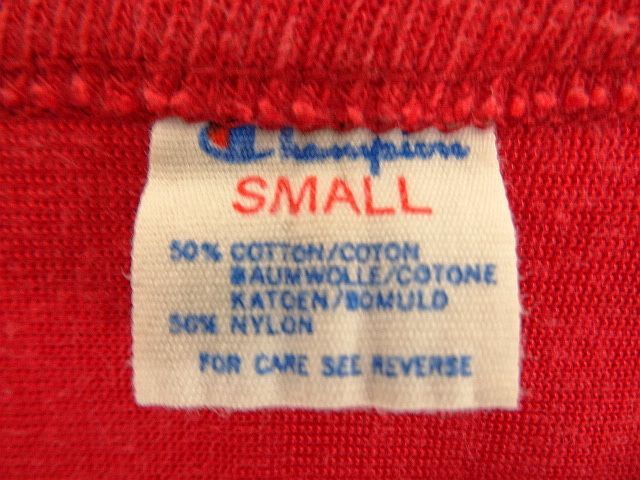 Champion
SMALL
50% COTTON/COTON
BAUMWOLLE/COTONE
KATOEN/BOMULD
50% NYLON
FOR CARE SEE REVERSE